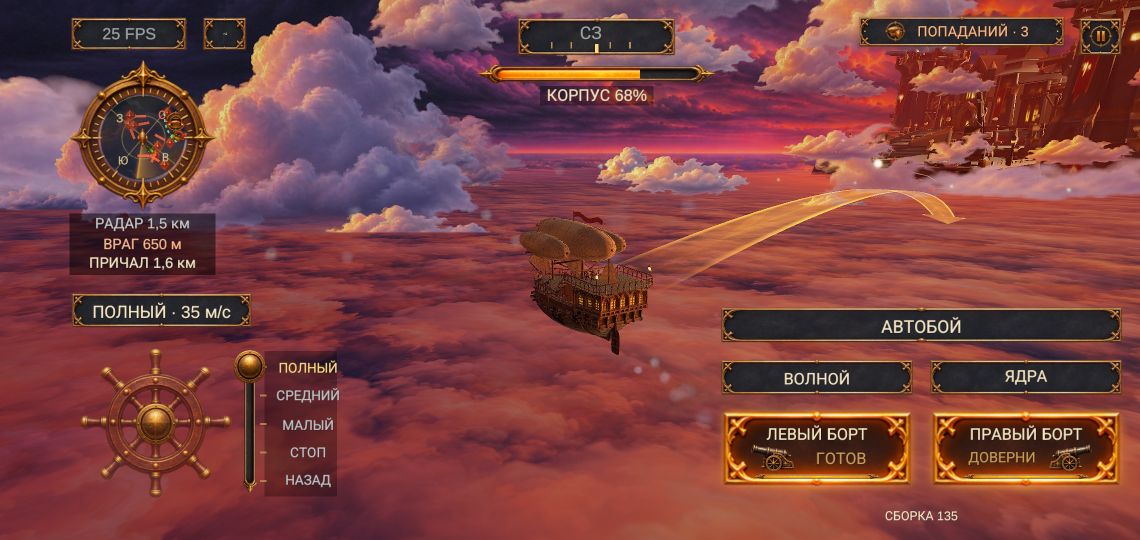 25 FPS
СЗ
ПОПАДАНИЙ · 3
КОРПУС 68%
З
С
Ю
В
РАДАР 1,5 км
ВРАГ 650 м
ПРИЧАЛ 1,6 км
ПОЛНЫЙ · 35 м/с
ПОЛНЫЙ
СРЕДНИЙ
МАЛЫЙ
СТОП
НАЗАД
АВТОБОЙ
ВОЛНОЙ
ЯДРА
ЛЕВЫЙ БОРТ
ГОТОВ
ПРАВЫЙ БОРТ
ДОВЕРНИ
СБОРКА 135